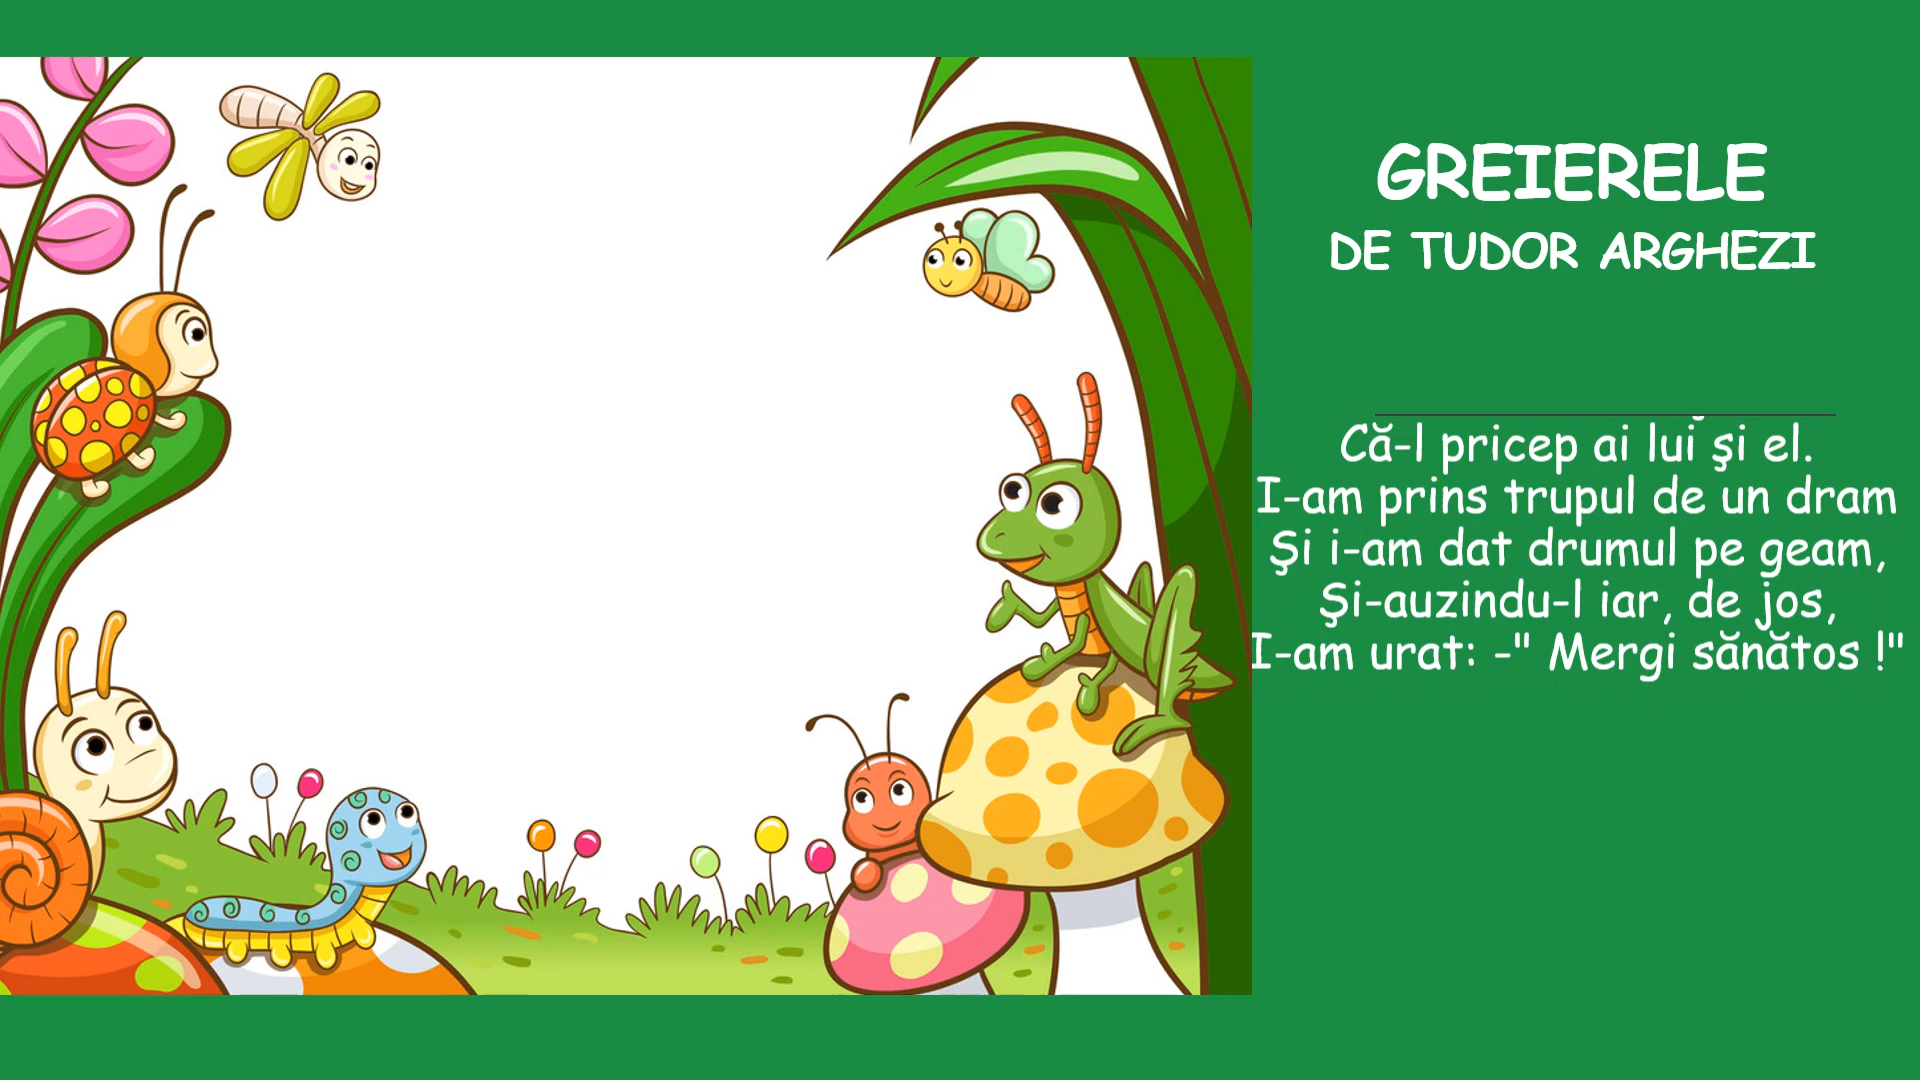 GREIERELE
DE TUDOR ARGHEZI
Că-l pricep ai lui şi el.
I-am prins trupul de un dram
Şi i-am dat drumul pe geam,
Şi-auzindu-l iar, de jos,
I-am urat: -" Mergi sănătos !"